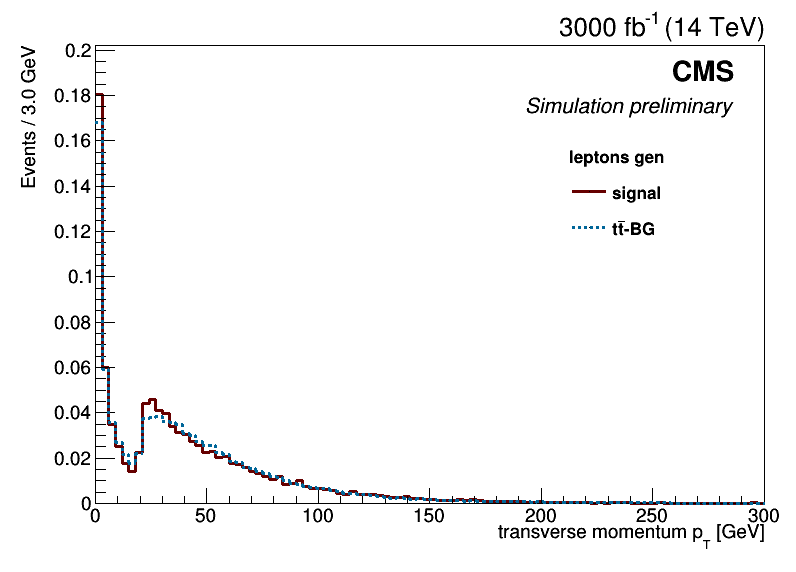 3000 fb⁻¹ (14 TeV)
CMS
Simulation preliminary
leptons gen
signal
tt̄-BG
Events / 3.0 GeV
0.2
0.18
0.16
0.14
0.12
0.1
0.08
0.06
0.04
0.02
0
0 50 100 150 200 250 300
transverse momentum p_T [GeV]